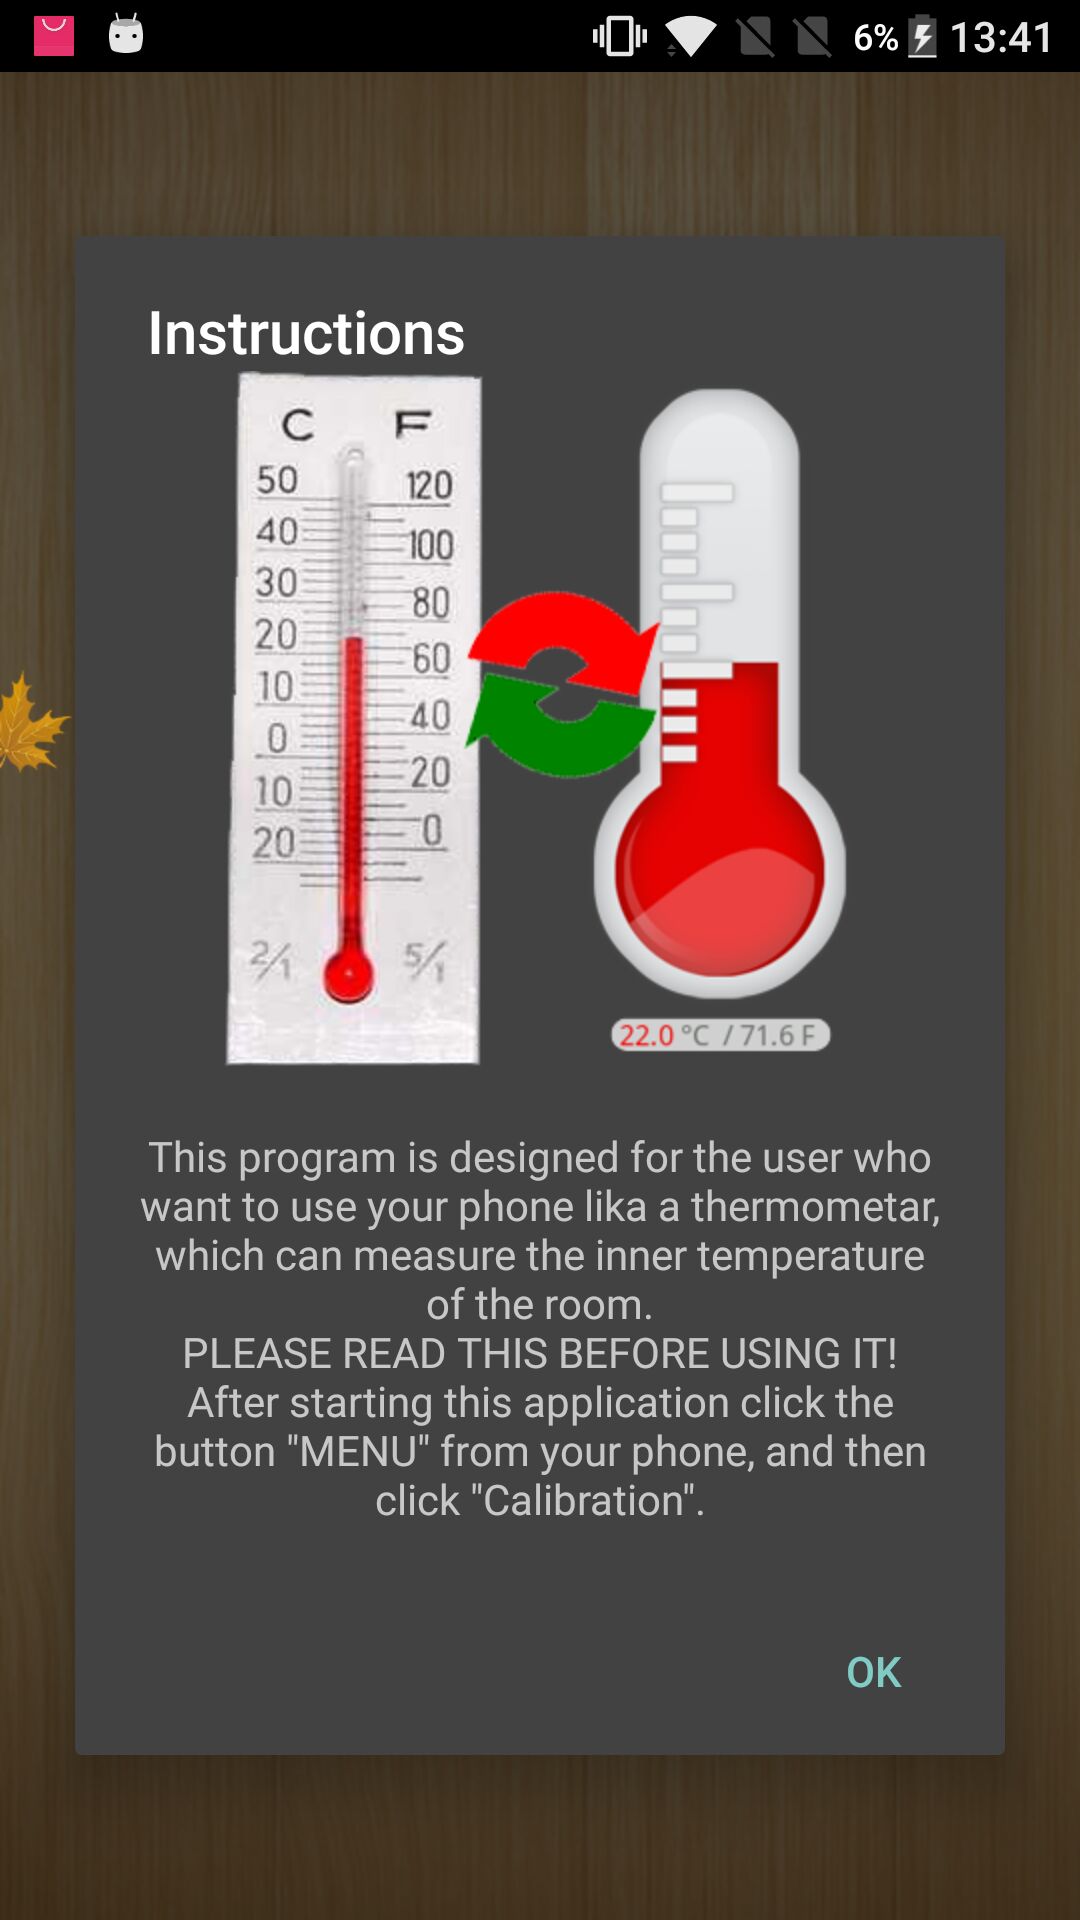 6% 13:41
Instructions
C F
50 120
40 100
30 80
20 60
10 40
0 20
10 0
20
2/1 5/1
22.0 °C / 71.6 F
This program is designed for the user who
want to use your phone lika a thermometar,
which can measure the inner temperature
of the room.
PLEASE READ THIS BEFORE USING IT!
After starting this application click the
button "MENU" from your phone, and then
click "Calibration".
OK